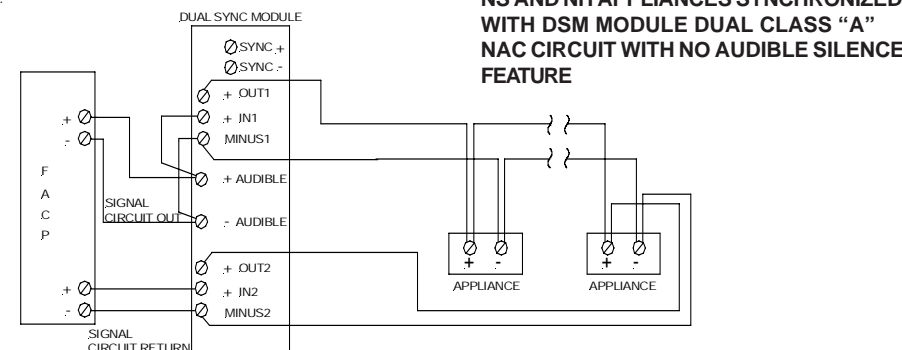 NS AND NH APPLIANCES SYNCHRONIZED
WITH DSM MODULE DUAL CLASS “A”
NAC CIRCUIT WITH NO AUDIBLE SILENCE
FEATURE
DUAL SYNC MODULE
SYNC +
SYNC -
+ OUT1
+ IN1
MINUS1
+ AUDIBLE
- AUDIBLE
+ OUT2
+ IN2
MINUS2
+
-
F
A
C
P
SIGNAL
CIRCUIT OUT
+
-
SIGNAL
CIRCUIT RETURN
+ -
APPLIANCE
+ -
APPLIANCE